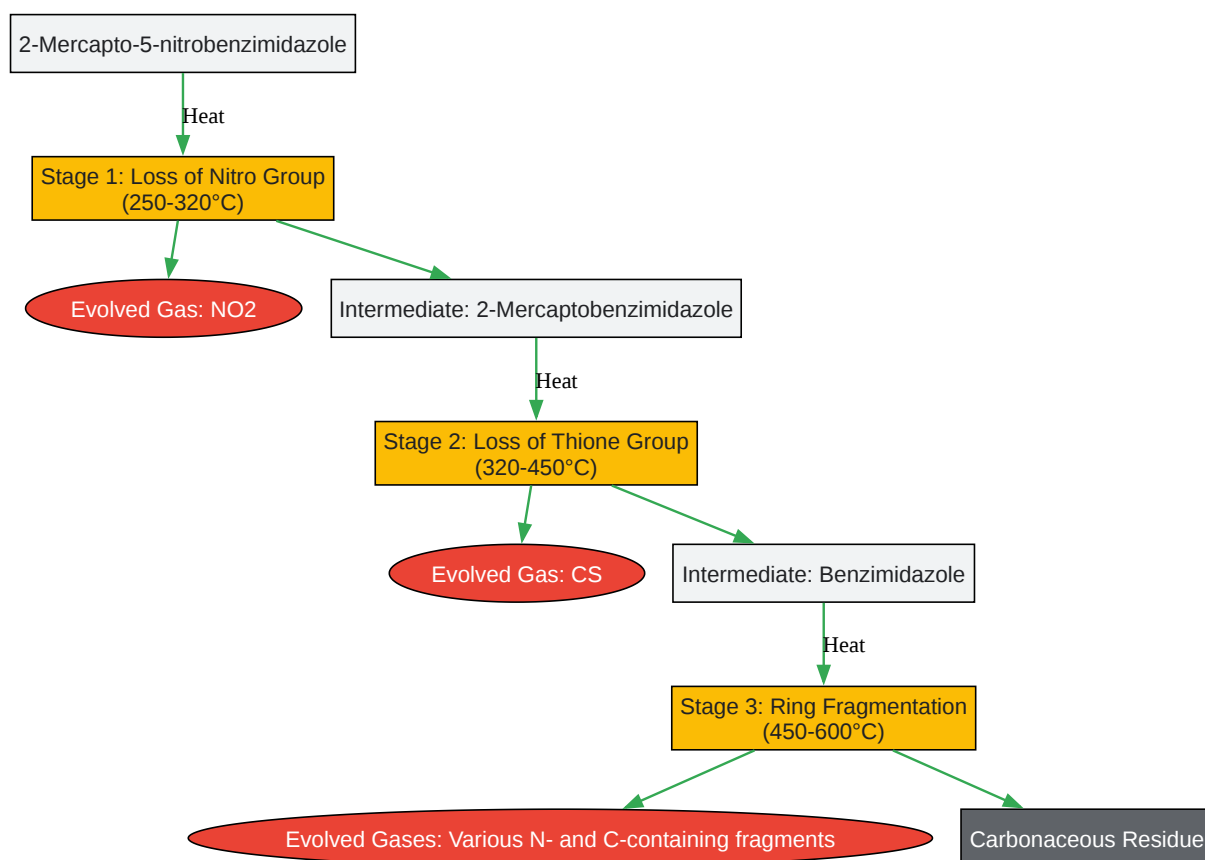 2-Mercapto-5-nitrobenzimidazole
Heat
Stage 1: Loss of Nitro Group
(250-320°C)
Evolved Gas: NO2
Intermediate: 2-Mercaptobenzimidazole
Heat
Stage 2: Loss of Thione Group
(320-450°C)
Evolved Gas: CS
Intermediate: Benzimidazole
Heat
Stage 3: Ring Fragmentation
(450-600°C)
Evolved Gases: Various N- and C-containing fragments
Carbonaceous Residue